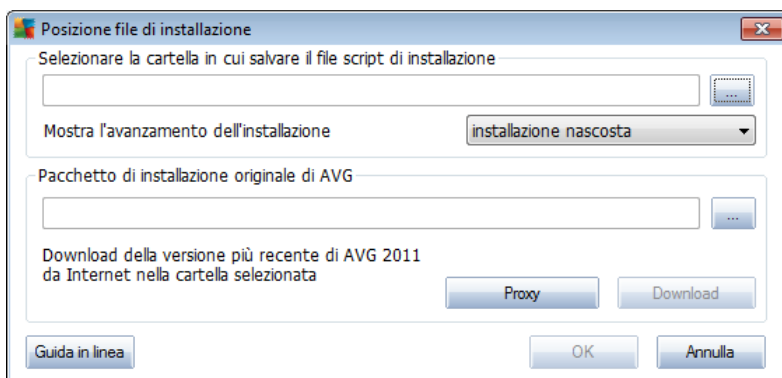 Posizione file di installazione
Selezionare la cartella in cui salvare il file script di installazione
...
Mostra l'avanzamento dell'installazione
installazione nascosta
Pacchetto di installazione originale di AVG
...
Download della versione più recente di AVG 2011
da Internet nella cartella selezionata
Proxy
Download
Guida in linea
OK
Annulla